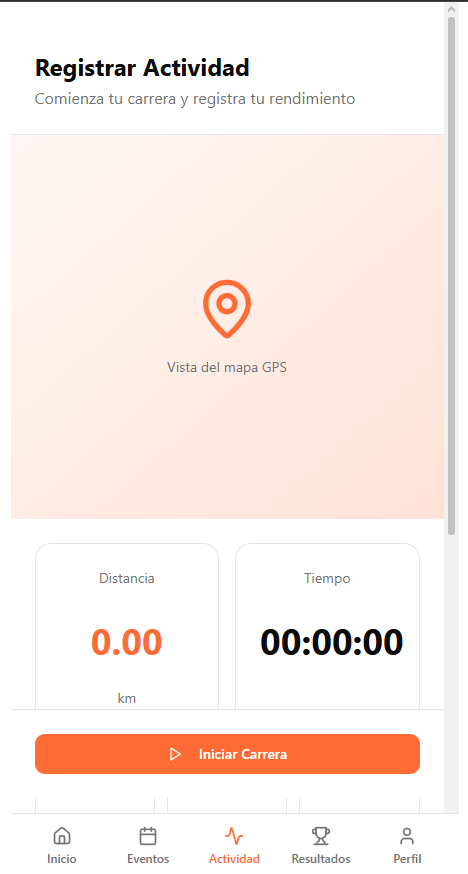 Registrar Actividad
Comienza tu carrera y registra tu rendimiento
Vista del mapa GPS
Distancia
0.00
km
Tiempo
00:00:00
Iniciar Carrera
Inicio
Eventos
Actividad
Resultados
Perfil